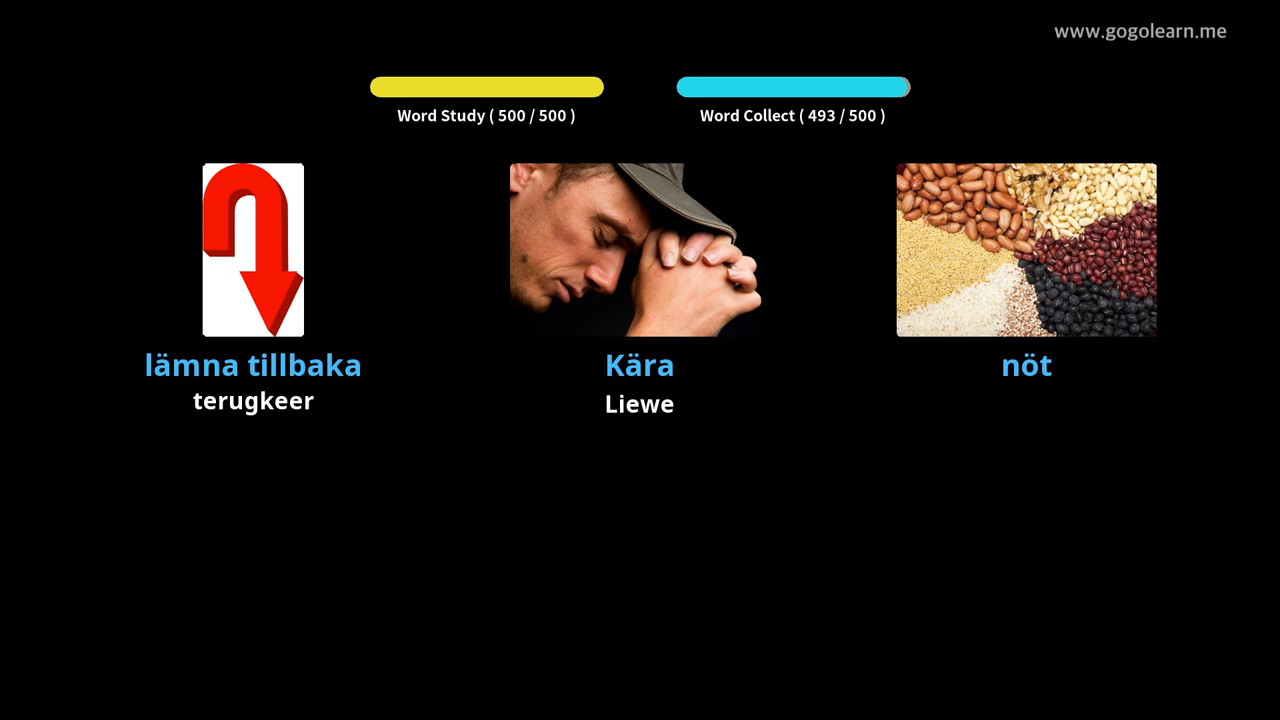 www.gogolearn.me
Word Study ( 500 / 500 )
Word Collect ( 493 / 500 )
lämna tillbaka
terugkeer
Kära
Liewe
nöt